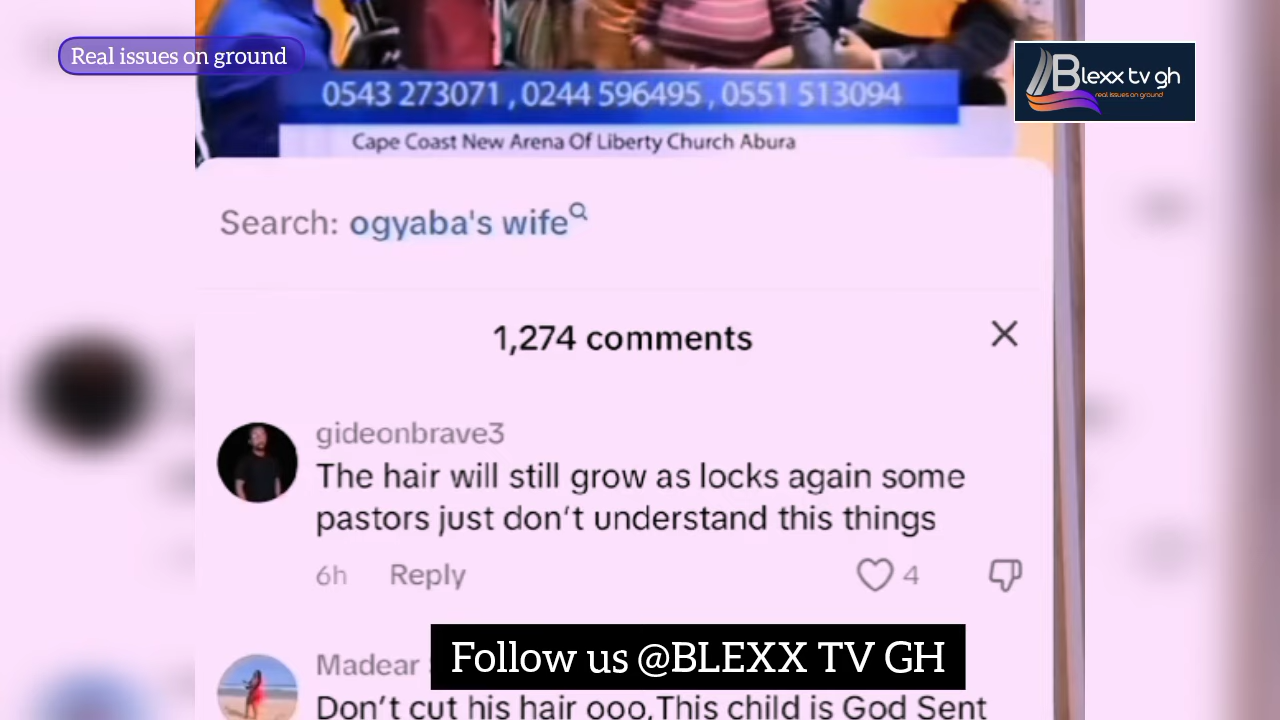 Real issues on ground
Blexx tv gh
real issues on ground
0543 273071 , 0244 596495 , 0551 513094
Cape Coast New Arena Of Liberty Church Abura
Search: ogyaba's wife
1,274 comments
gideonbrave3
The hair will still grow as locks again some
pastors just don't understand this things
6h Reply 4
Madear
Follow us @BLEXX TV GH
Don't cut his hair ooo,This child is God Sent